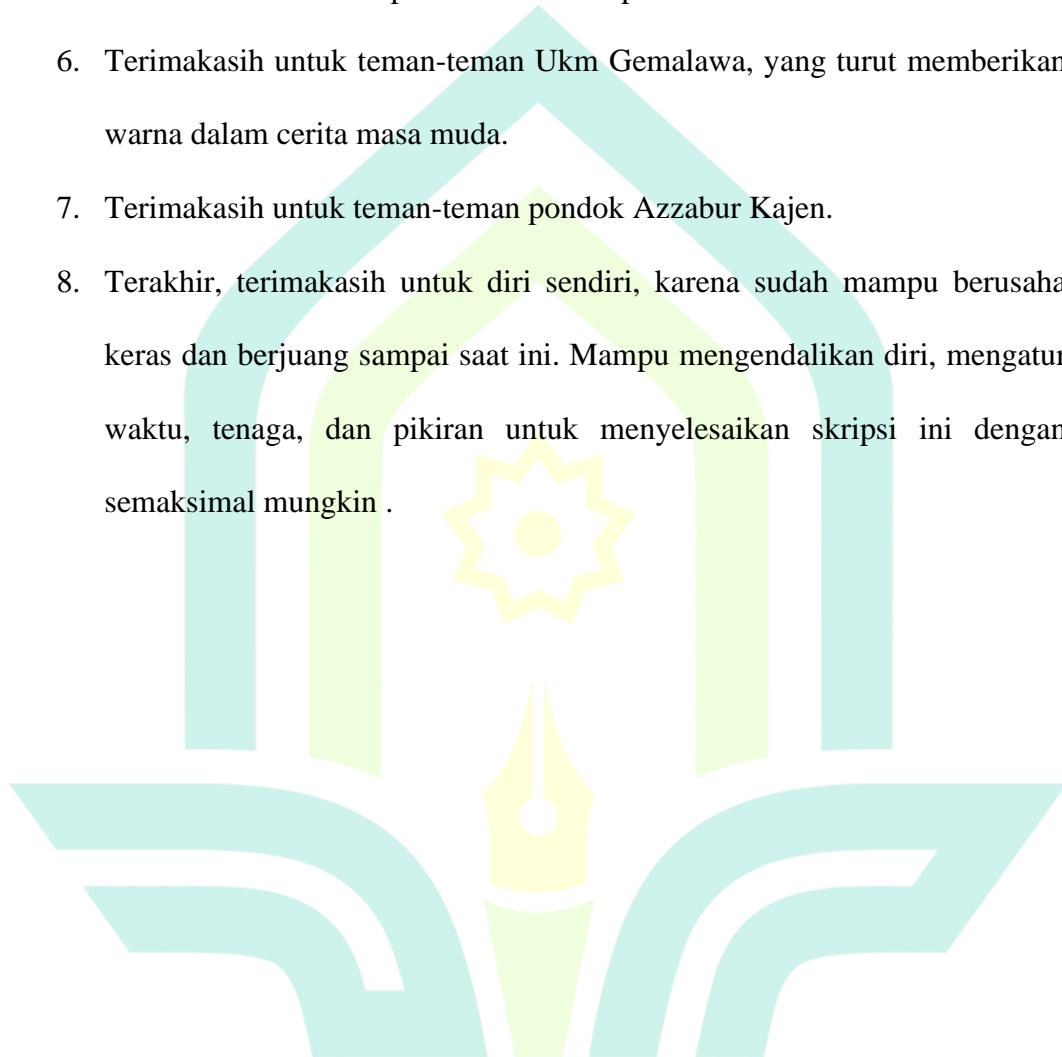 6. Terimakasih untuk teman-teman Ukm Gemalawa, yang turut memberikan
warna dalam cerita masa muda.
7. Terimakasih untuk teman-teman pondok Azzabur Kajen.
8. Terakhir, terimakasih untuk diri sendiri, karena sudah mampu berusaha
keras dan berjuang sampai saat ini. Mampu mengendalikan diri, mengatur
waktu, tenaga, dan pikiran untuk menyelesaikan skripsi ini dengan
semaksimal mungkin .